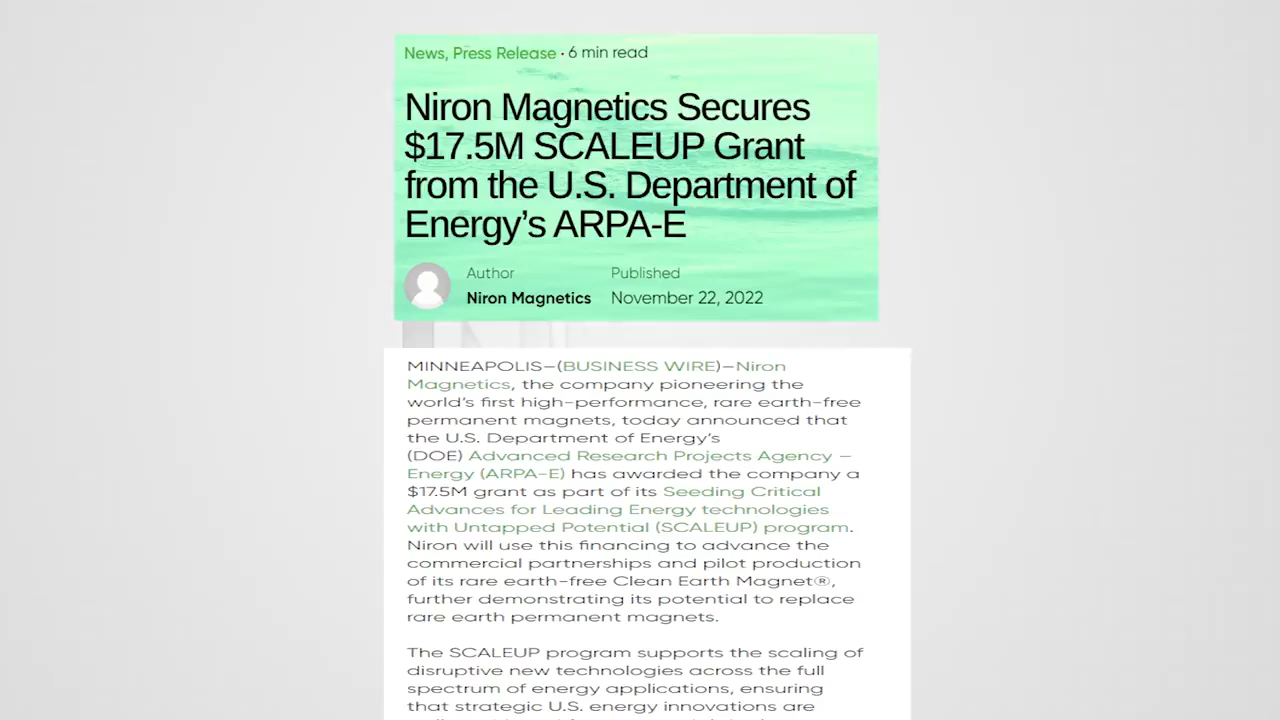 News, Press Release · 6 min read
Niron Magnetics Secures
$17.5M SCALEUP Grant
from the U.S. Department of
Energy’s ARPA-E
Author
Published
Niron Magnetics
November 22, 2022
MINNEAPOLIS–(BUSINESS WIRE)–Niron
Magnetics, the company pioneering the
world’s first high-performance, rare earth-free
permanent magnets, today announced that
the U.S. Department of Energy’s
(DOE) Advanced Research Projects Agency –
Energy (ARPA-E) has awarded the company a
$17.5M grant as part of its Seeding Critical
Advances for Leading Energy technologies
with Untapped Potential (SCALEUP) program.
Niron will use this financing to advance the
commercial partnerships and pilot production
of its rare earth-free Clean Earth Magnet®,
further demonstrating its potential to replace
rare earth permanent magnets.
The SCALEUP program supports the scaling of
disruptive new technologies across the full
spectrum of energy applications, ensuring
that strategic U.S. energy innovations are